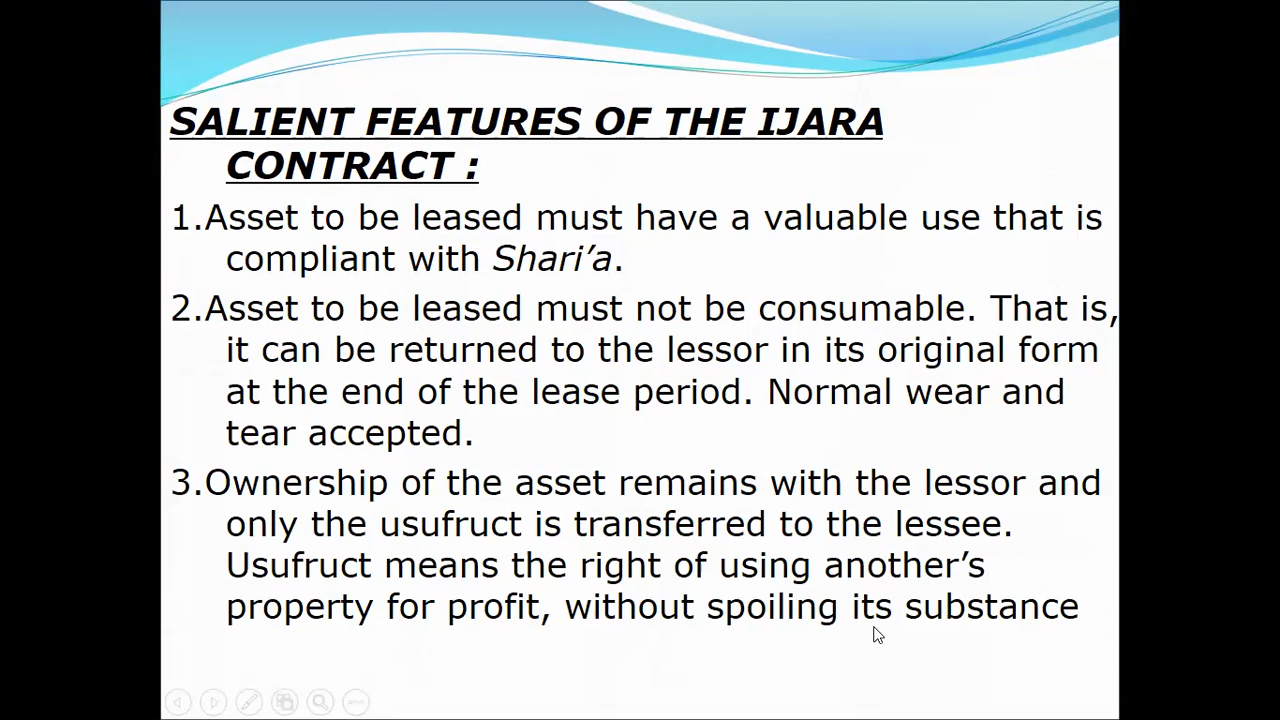 SALIENT FEATURES OF THE IJARA
CONTRACT :
1.Asset to be leased must have a valuable use that is
compliant with Shari’a.
2.Asset to be leased must not be consumable. That is,
it can be returned to the lessor in its original form
at the end of the lease period. Normal wear and
tear accepted.
3.Ownership of the asset remains with the lessor and
only the usufruct is transferred to the lessee.
Usufruct means the right of using another’s
property for profit, without spoiling its substance